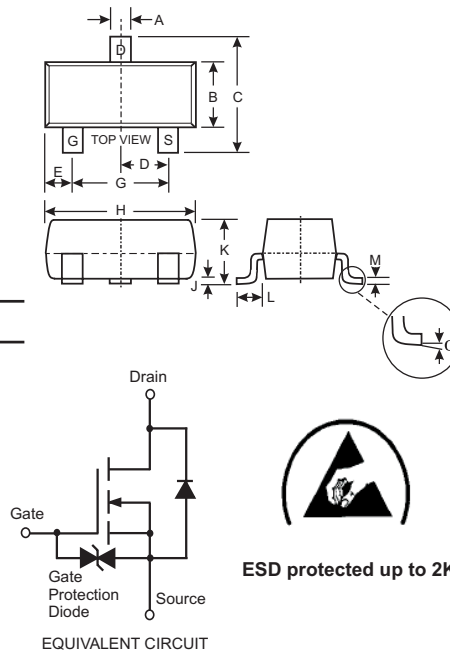 A
D
B
C
G
TOP VIEW
S
E
D
G
H
K
J
L
M
Drain
Gate
Gate
Protection
Diode
Source
EQUIVALENT CIRCUIT
ESD protected up to 2K